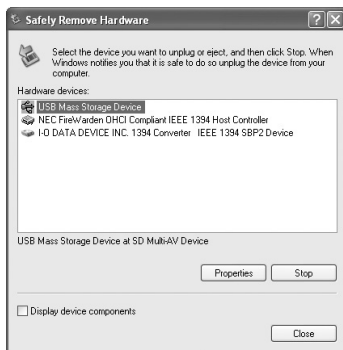 Safely Remove Hardware
Select the device you want to unplug or eject, and then click Stop. When
Windows notifies you that it is safe to do so unplug the device from your
computer.
Hardware devices:
USB Mass Storage Device
NEC FireWarden OHCI Compliant IEEE 1394 Host Controller
I-O DATA DEVICE INC. 1394 Converter IEEE 1394 SBP2 Device
USB Mass Storage Device at SD Multi-AV Device
Properties
Stop
Display device components
Close